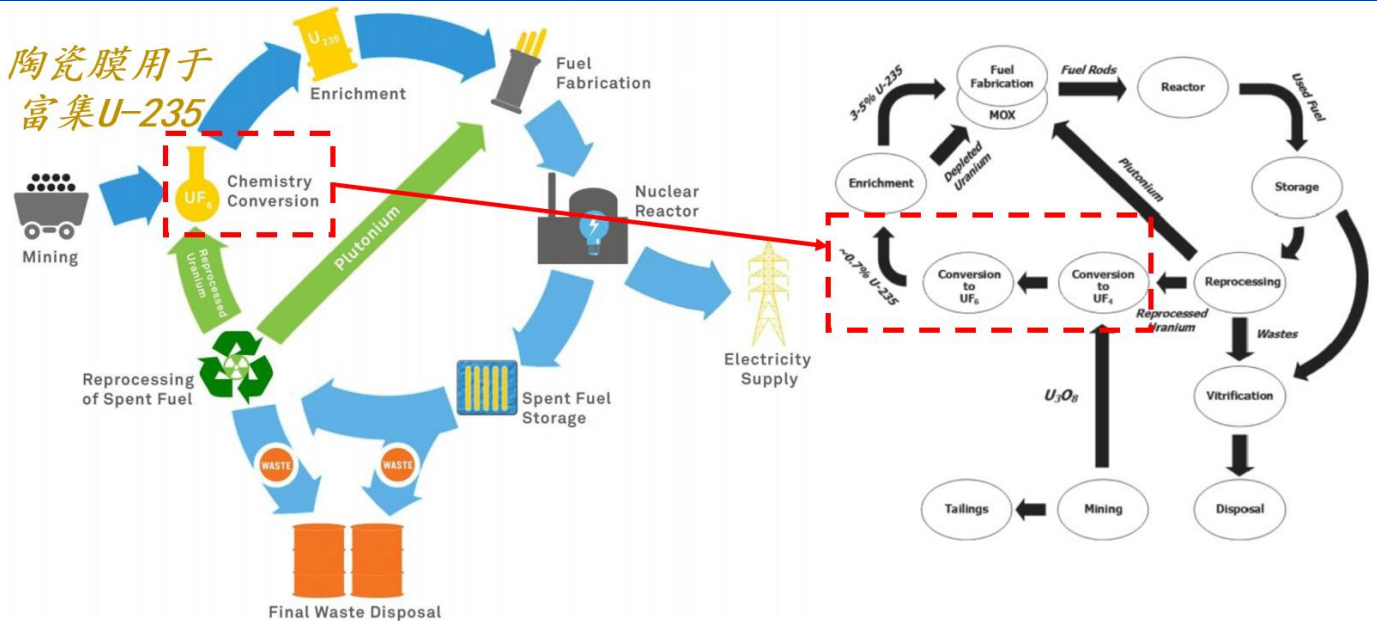 陶瓷膜用于
富集U-235
U₂₃₅
Enrichment
Fuel
Fabrication
UF₆
Chemistry
Conversion
Mining
Reprocessed
Uranium
Plutonium
Nuclear
Reactor
Electricity
Supply
Reprocessing
of Spent Fuel
Spent Fuel
Storage
WASTE
WASTE
Final Waste Disposal
3-5% U-235
Fuel
Fabrication
MOX
Fuel Rods
Reactor
Used Fuel
Enrichment
Depleted
Uranium
Plutonium
Storage
~0.7% U-235
Conversion
to
UF₆
Conversion
to
UF₄
Reprocessing
Reprocessed
Uranium
Wastes
U₃O₈
Vitrification
Tailings
Mining
Disposal